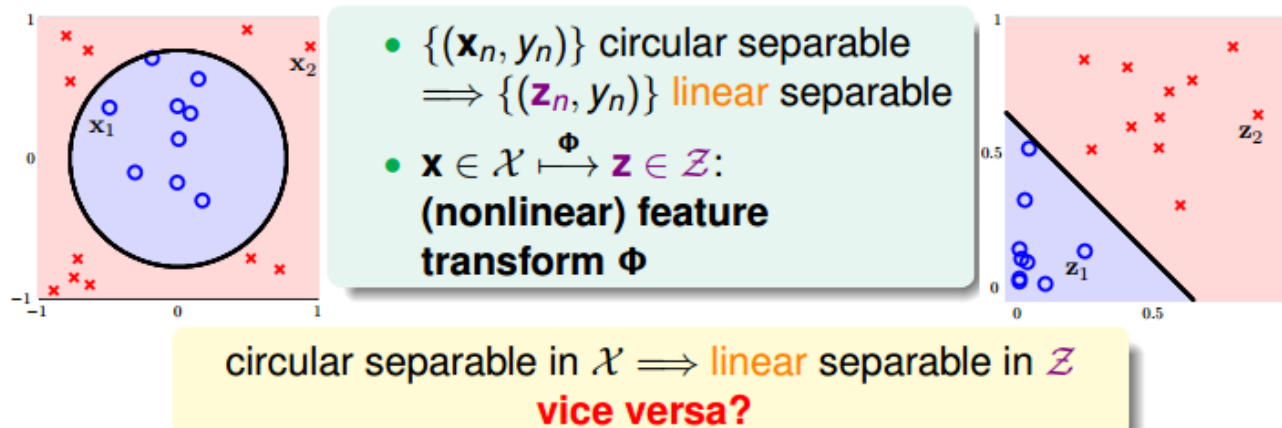 1
0
−1
−1
0
1
x₁
x₂
• {(xₙ, yₙ)} circular separable
⟹ {(zₙ, yₙ)} linear separable
• x ∈ 𝒳 ⟼ z ∈ 𝒵:
Φ
(nonlinear) feature
transform Φ
1
0.5
0
0
0.5
z₁
z₂
circular separable in 𝒳 ⟹ linear separable in 𝒵
vice versa?